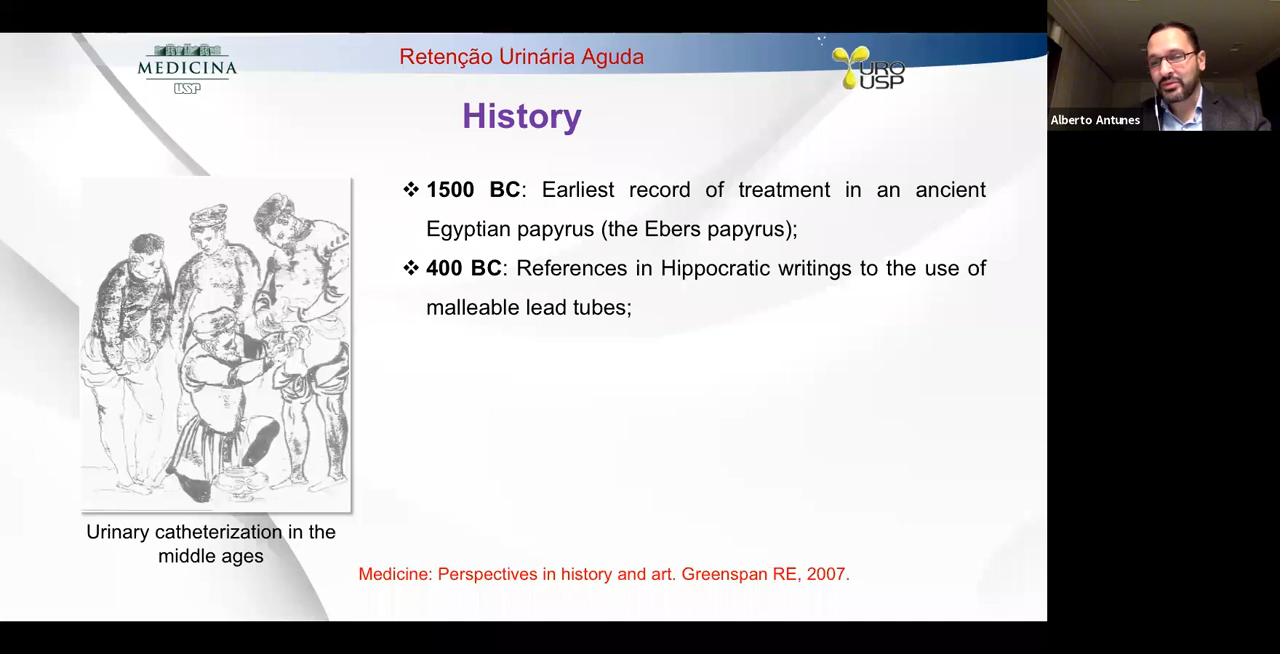 MEDICINA
USP
Retenção Urinária Aguda
URO
USP
Alberto Antunes
History
❖ 1500 BC: Earliest record of treatment in an ancient
Egyptian papyrus (the Ebers papyrus);
❖ 400 BC: References in Hippocratic writings to the use of
malleable lead tubes;
Urinary catheterization in the
middle ages
Medicine: Perspectives in history and art. Greenspan RE, 2007.